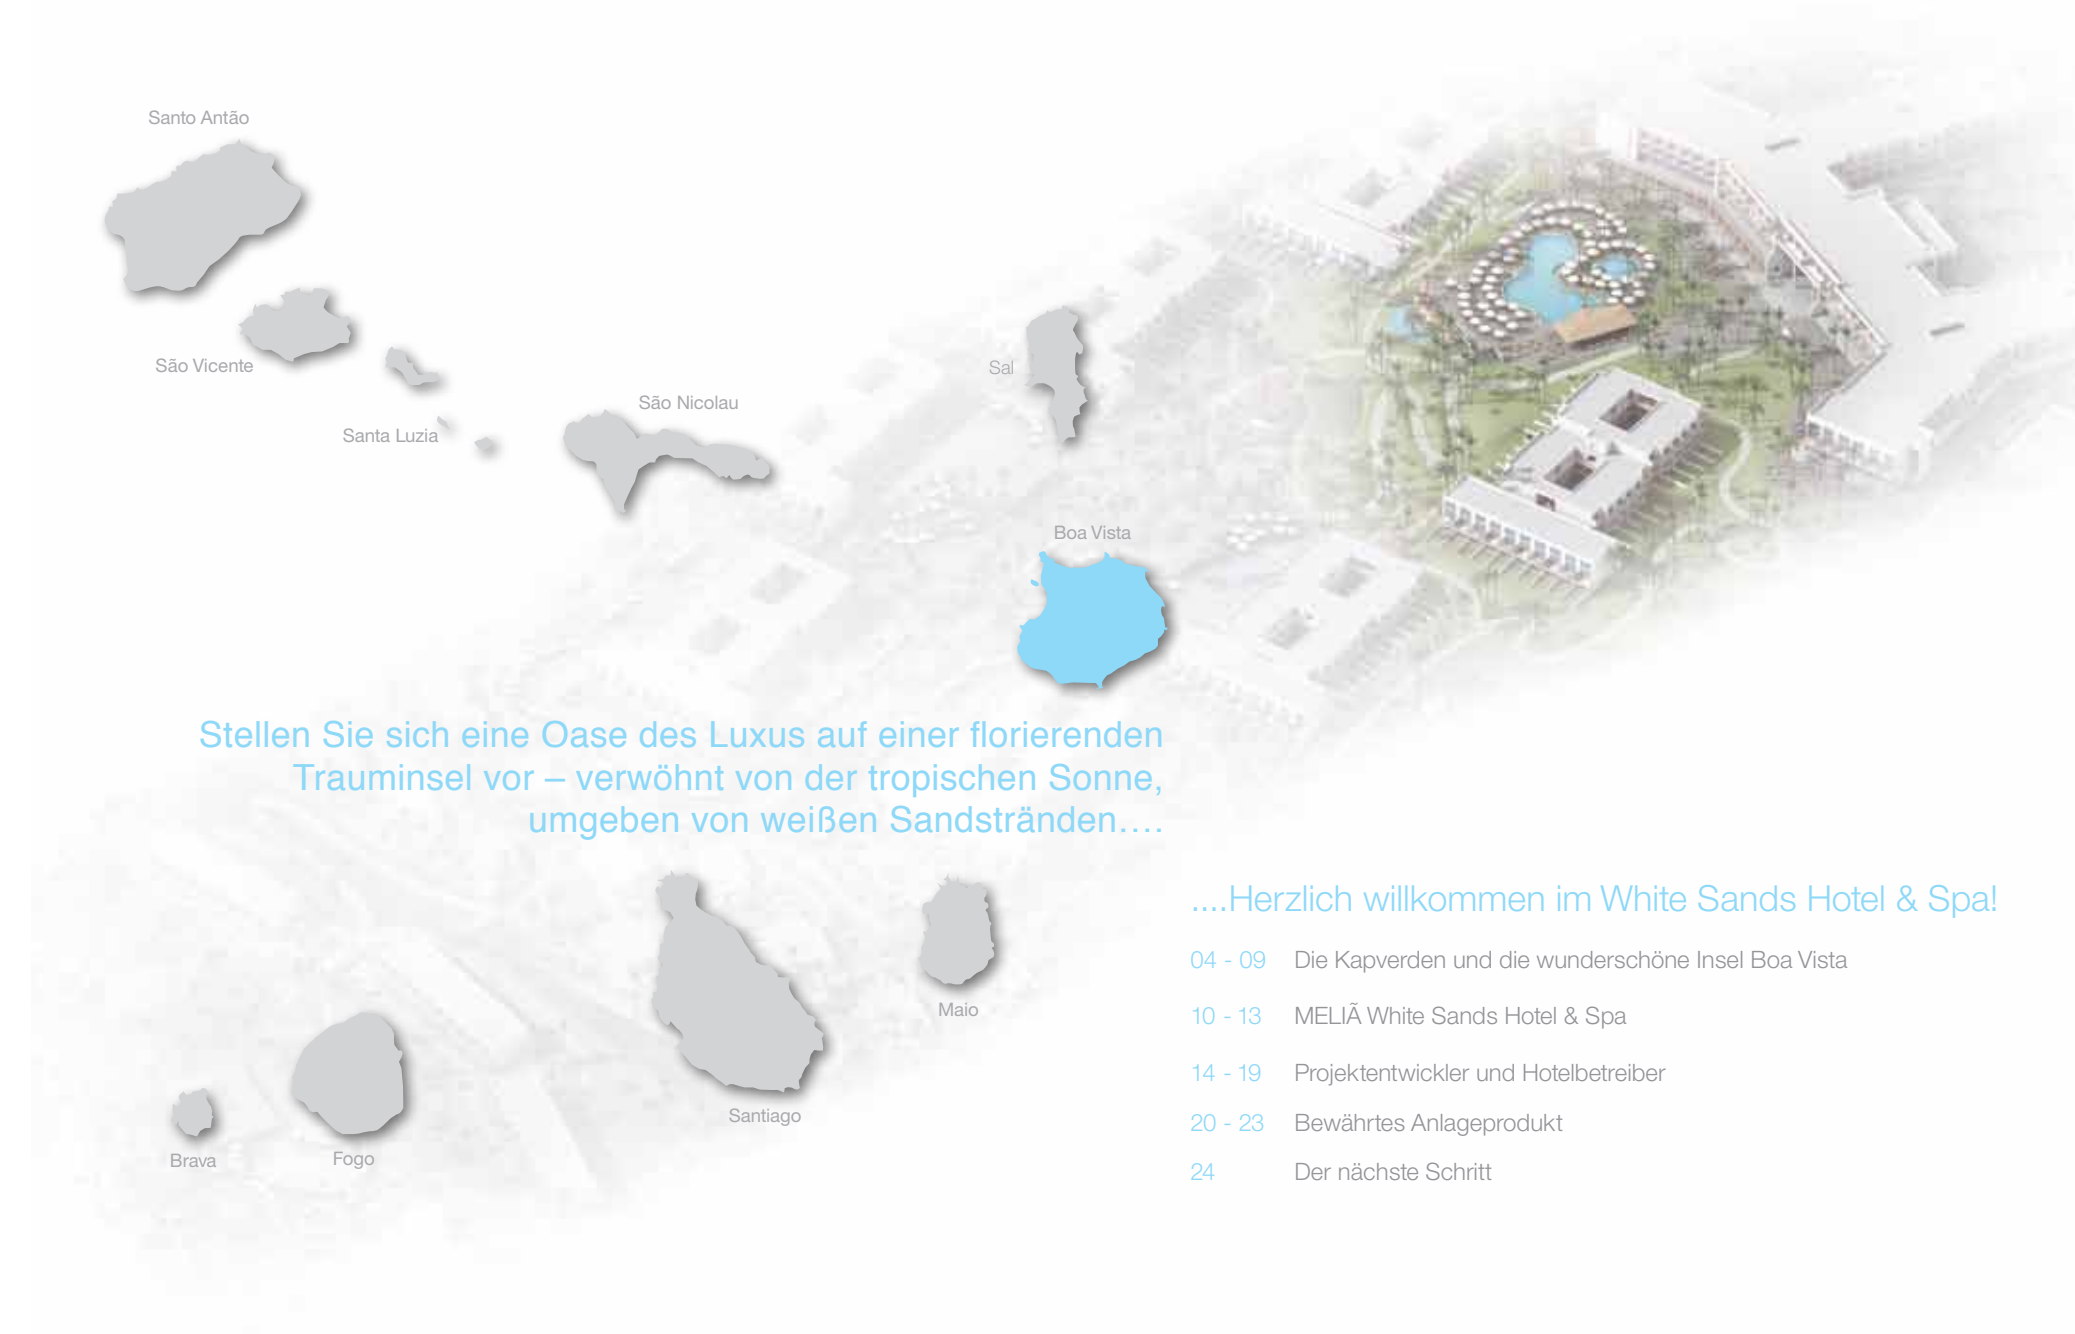 Santo Antão
São Vicente
Santa Luzia
São Nicolau
Sal
Boa Vista
Stellen Sie sich eine Oase des Luxus auf einer florierenden
Trauminsel vor – verwöhnt von der tropischen Sonne,
umgeben von weißen Sandstränden....
....Herzlich willkommen im White Sands Hotel & Spa!
04 - 09 Die Kapverden und die wunderschöne Insel Boa Vista
10 - 13 MELIÃ White Sands Hotel & Spa
14 - 19 Projektentwickler und Hotelbetreiber
20 - 23 Bewährtes Anlageprodukt
24 Der nächste Schritt
Maio
Santiago
Fogo
Brava